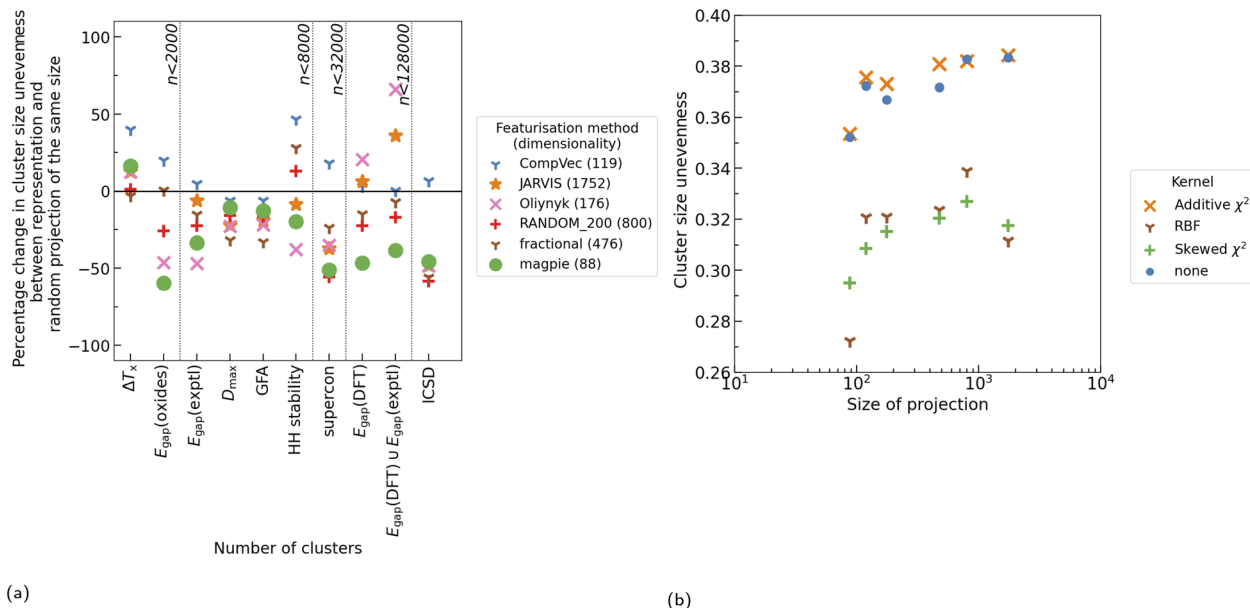 Percentage change in cluster size unevenness
between representation and
random projection of the same size
100
50
0
−50
−100
n<2000
n<8000
n<32000
n<128000
ΔTx
Egap(oxides)
Egap(exptl)
Dmax
GFA
HH stability
supercon
Egap(DFT)
Egap(DFT) ∪ Egap(exptl)
ICSD
Number of clusters
Featurisation method
(dimensionality)
CompVec (119)
JARVIS (1752)
Oliynyk (176)
RANDOM_200 (800)
fractional (476)
magpie (88)
(a)
Cluster size unevenness
0.40
0.38
0.36
0.34
0.32
0.30
0.28
0.26
10¹
10²
10³
10⁴
Size of projection
Kernel
Additive χ²
RBF
Skewed χ²
none
(b)